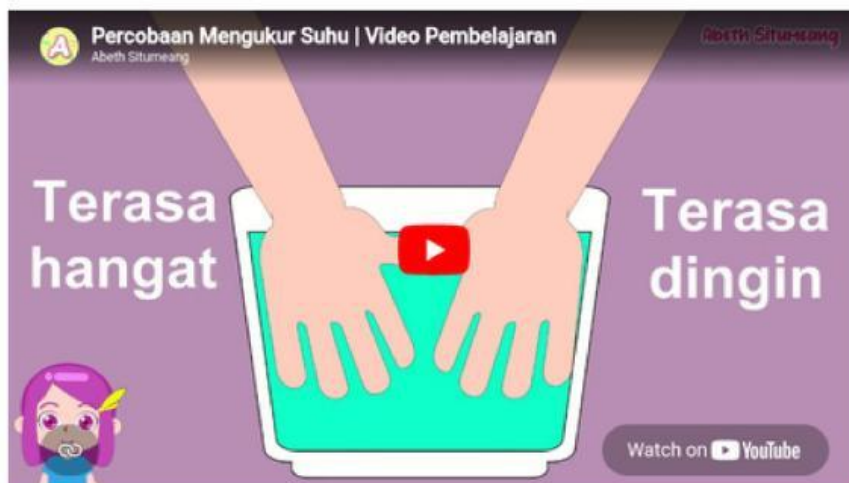 Percobaan Mengukur Suhu | Video Pembelajaran
Abeth Situmeang
Abeth Situmeang
Terasa
hangat
Terasa
dingin
Watch on YouTube